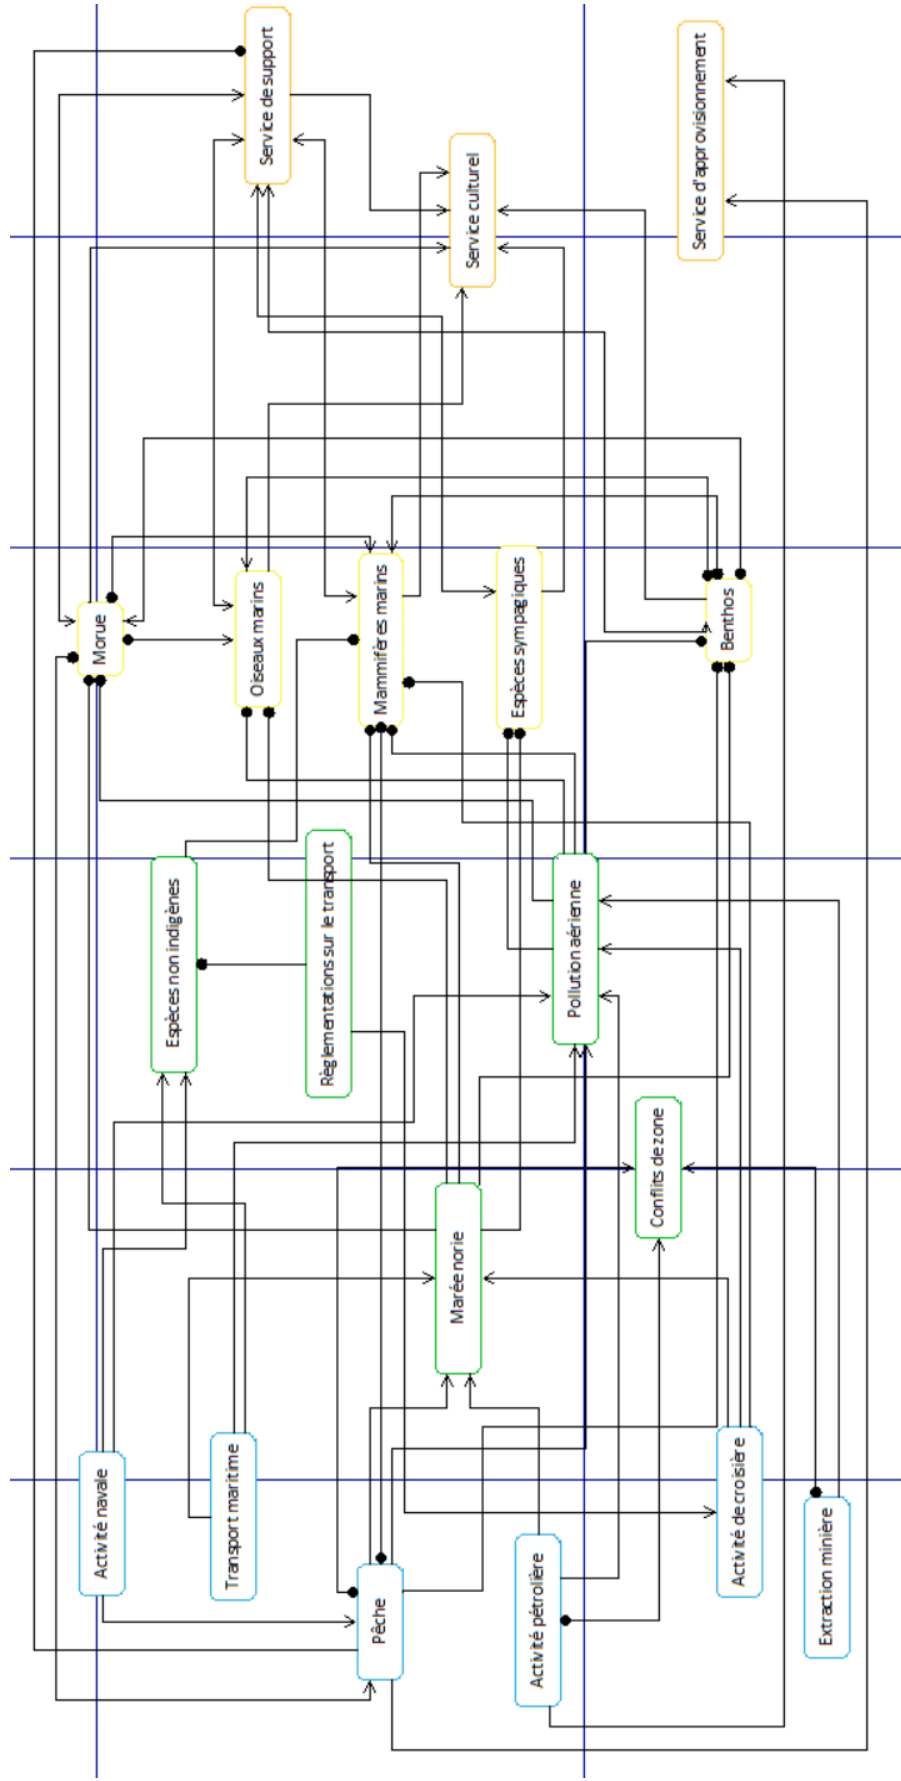 Activité navale
Transport maritime
Pêche
Activité pétrolière
Activité de croisière
Extraction minière
Espèces non indigènes
Règlementations sur le transport
Marée norie
Pollution aérienne
Conflits de zone
Morue
Oiseaux marins
Mammifères marins
Espèces sympagiques
Benthos
Service de support
Service culturel
Service d'approvisionnement